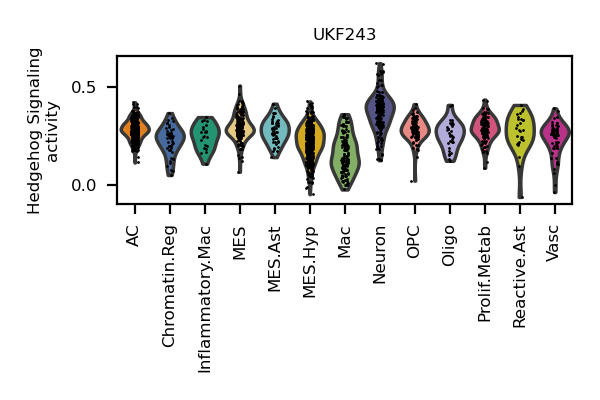 UKF243
Hedgehog Signaling
activity
0.5
0.0
AC
Chromatin.Reg
Inflammatory.Mac
MES
MES.Ast
MES.Hyp
Mac
Neuron
OPC
Oligo
Prolif.Metab
Reactive.Ast
Vasc